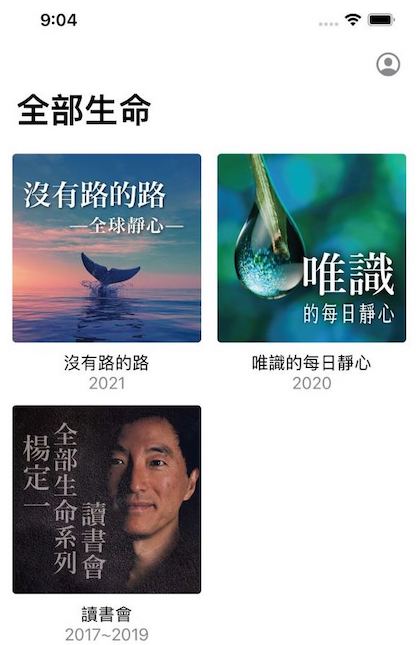 9:04
全部生命
沒有路的路
—全球靜心—
唯識
的每日靜心
沒有路的路
2021
唯識的每日靜心
2020
楊定一
全部生命系列
讀書會
讀書會
2017~2019